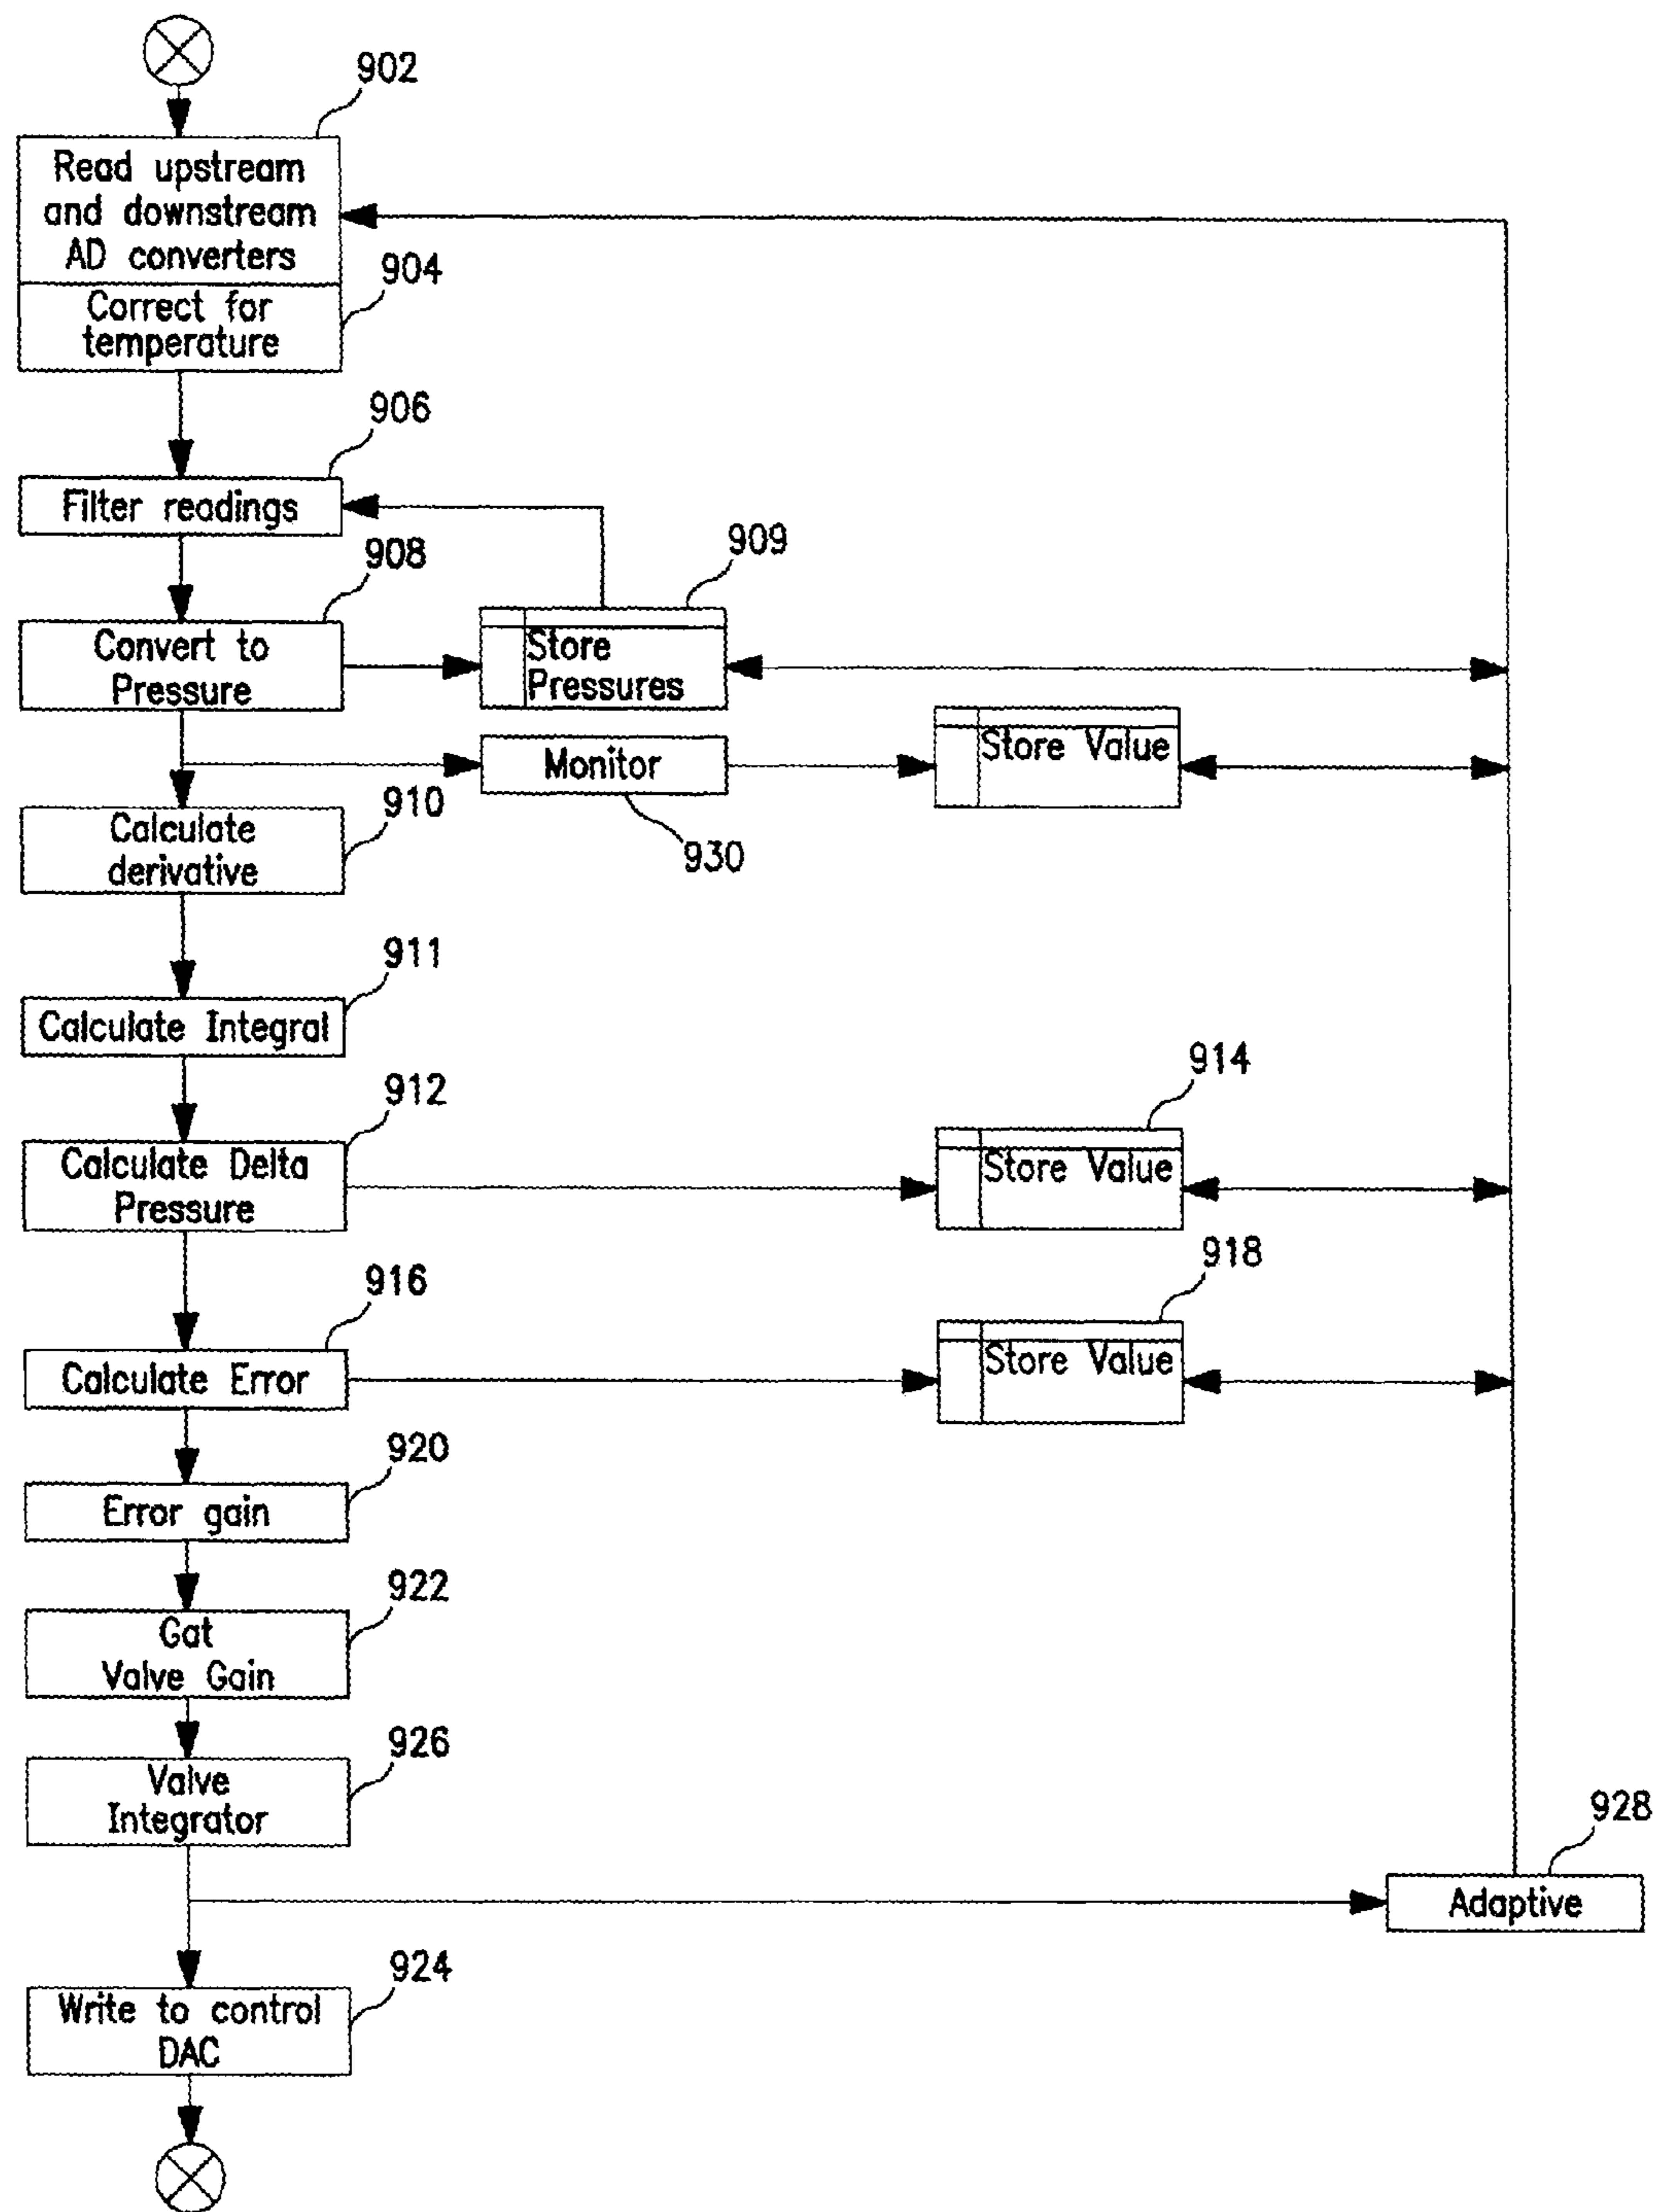 902
Read upstream
and downstream
AD converters
904
Correct for
temperature
906
Filter readings
908
Convert to
Pressure
909
Store
Pressures
Monitor
930
Store Value
910
Calculate
derivative
911
Calculate Integral
912
Calculate Delta
Pressure
914
Store Value
916
Calculate Error
918
Store Value
920
Error gain
922
Gat
Valve Gain
926
Valve
Integrator
928
Adaptive
924
Write to control
DAC